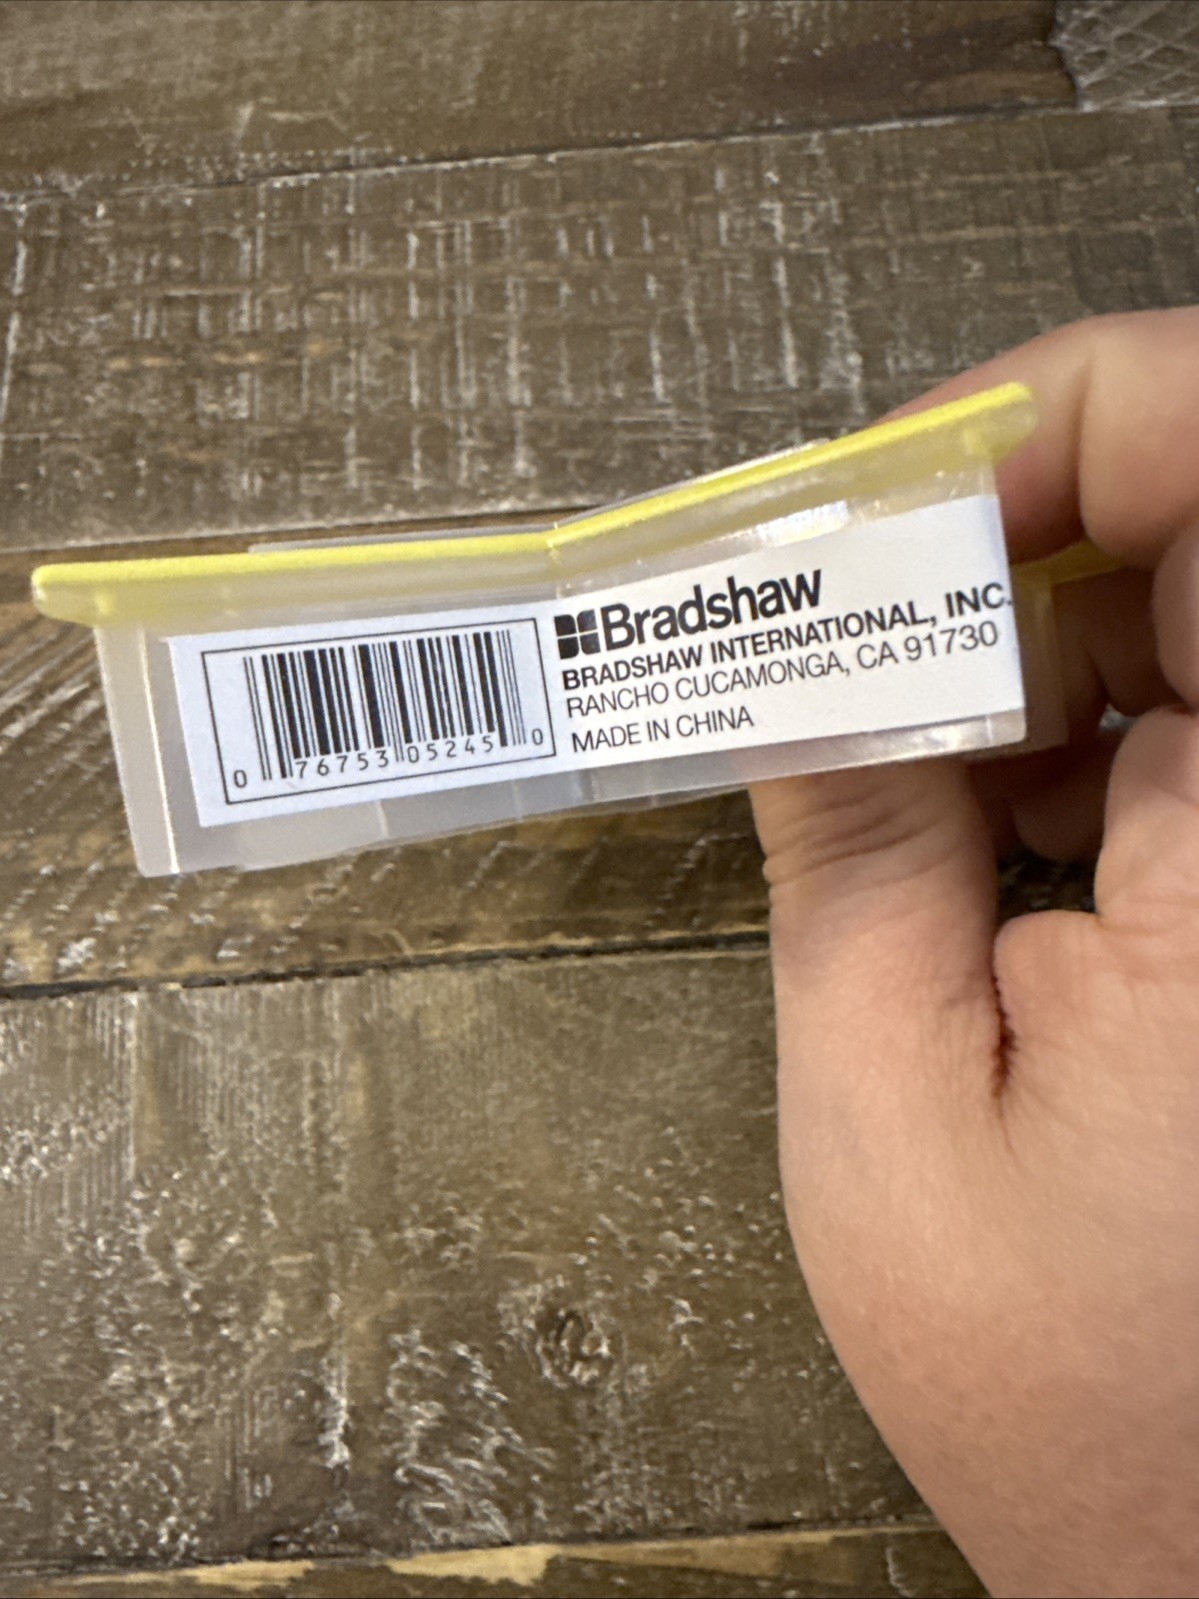 0 76753 05245 0
Bradshaw
BRADSHAW INTERNATIONAL, INC.
RANCHO CUCAMONGA, CA 91730
MADE IN CHINA